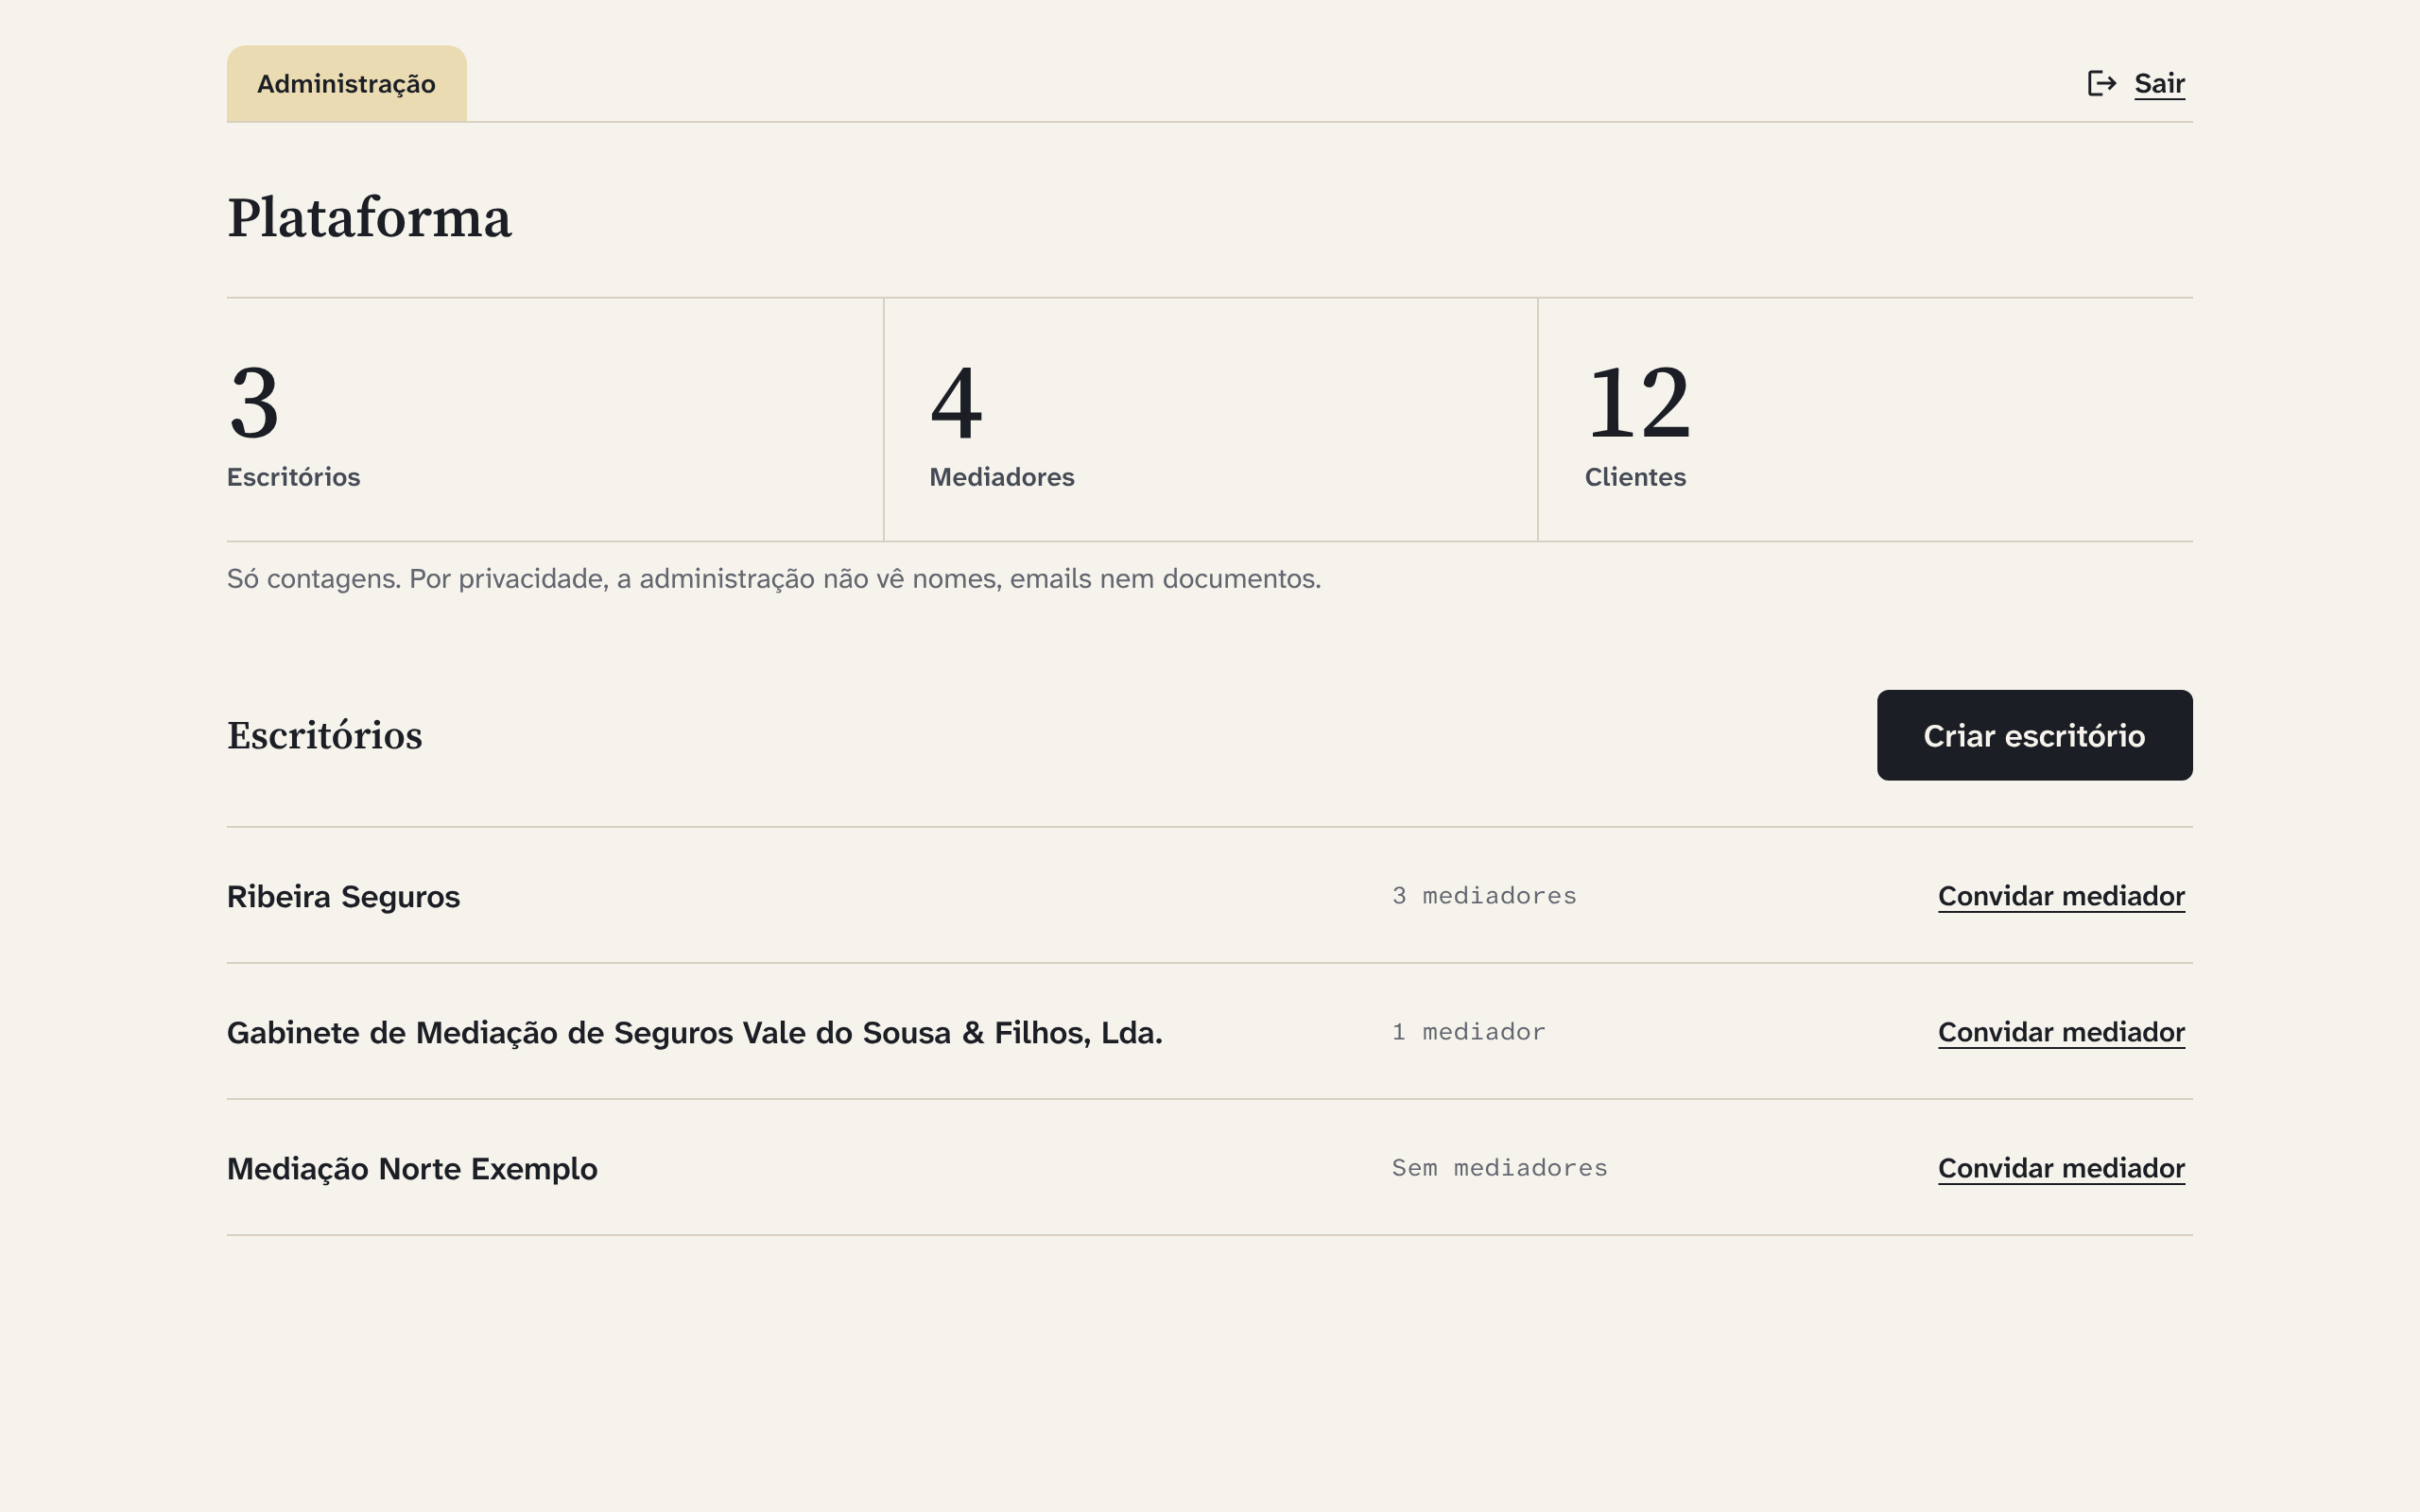 Administração
Sair
Plataforma
3
Escritórios
4
Mediadores
12
Clientes
Só contagens. Por privacidade, a administração não vê nomes, emails nem documentos.
Escritórios
Criar escritório
Ribeira Seguros
3 mediadores
Convidar mediador
Gabinete de Mediação de Seguros Vale do Sousa & Filhos, Lda.
1 mediador
Convidar mediador
Mediação Norte Exemplo
Sem mediadores
Convidar mediador